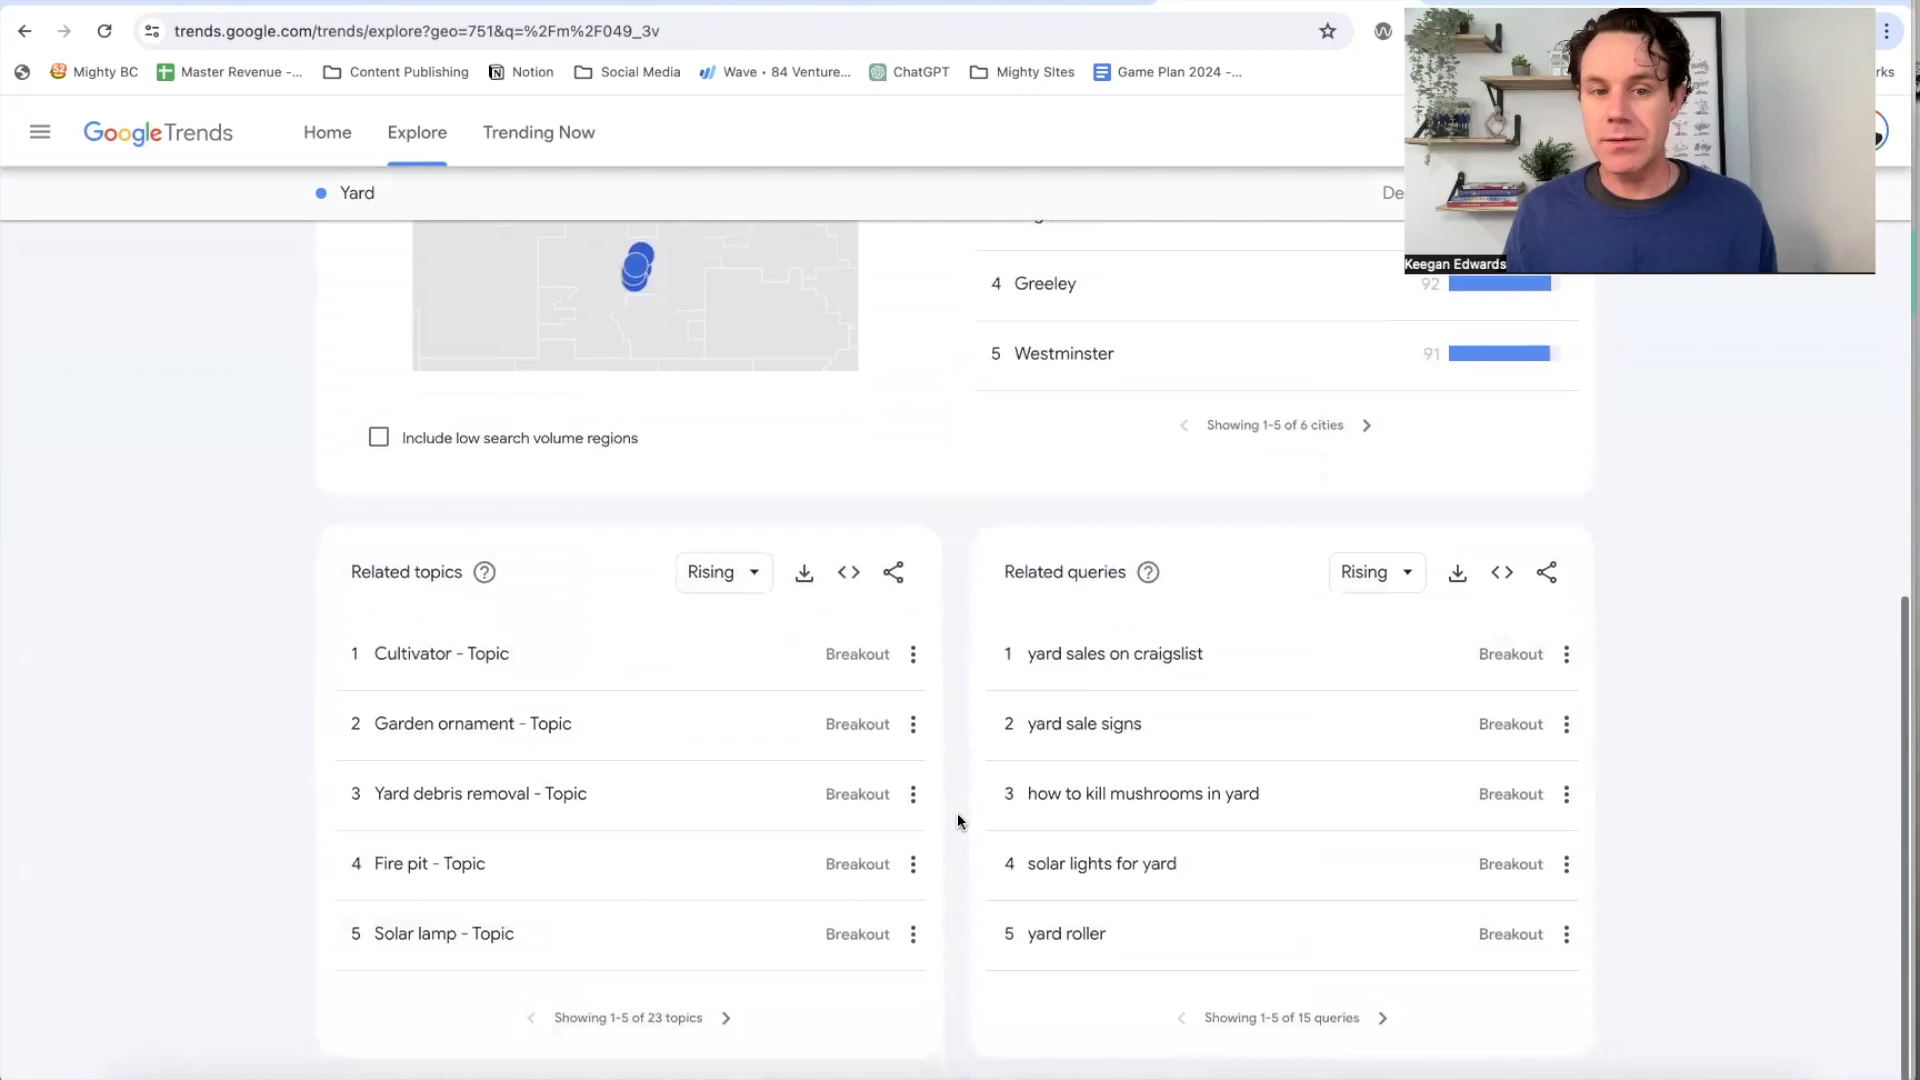 trends.google.com/trends/explore?geo=751&q=%2Fm%2F049_3v
Mighty BC
Master Revenue -...
Content Publishing
Notion
Social Media
Wave • 84 Venture...
ChatGPT
Mighty SItes
Game Plan 2024 -...
rks
Google Trends
Home
Explore
Trending Now
Yard
De
Keegan Edwards
4 Greeley 92
5 Westminster 91
Showing 1-5 of 6 cities
Include low search volume regions
Related topics
Rising
1 Cultivator - Topic Breakout
2 Garden ornament - Topic Breakout
3 Yard debris removal - Topic Breakout
4 Fire pit - Topic Breakout
5 Solar lamp - Topic Breakout
Showing 1-5 of 23 topics
Related queries
Rising
1 yard sales on craigslist Breakout
2 yard sale signs Breakout
3 how to kill mushrooms in yard Breakout
4 solar lights for yard Breakout
5 yard roller Breakout
Showing 1-5 of 15 queries